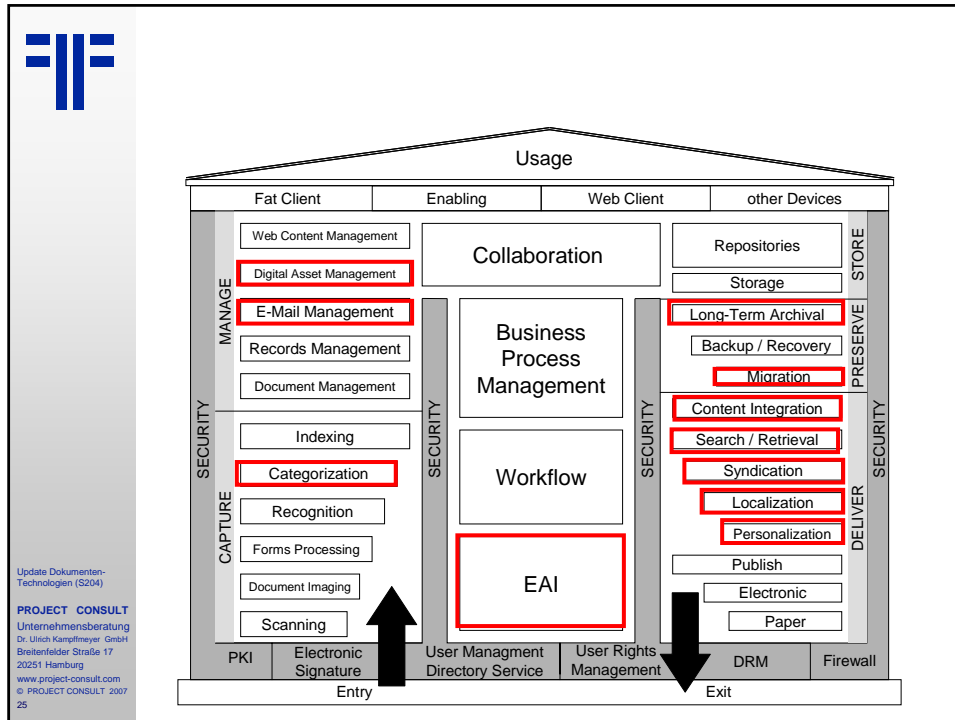 Usage
Fat Client
Enabling
Web Client
other Devices
SECURITY
MANAGE
Web Content Management
Digital Asset Management
E-Mail Management
Records Management
Document Management
CAPTURE
Indexing
Categorization
Recognition
Forms Processing
Document Imaging
Scanning
SECURITY
Collaboration
Business
Process
Management
Workflow
EAI
SECURITY
Repositories
Storage
STORE
Long-Term Archival
Backup / Recovery
Migration
PRESERVE
Content Integration
Search / Retrieval
Syndication
Localization
Personalization
Publish
Electronic
Paper
DELIVER
SECURITY
PKI
Electronic
Signature
User Managment
Directory Service
User Rights
Management
DRM
Firewall
Entry
Exit
Update Dokumenten-
Technologien (S204)
PROJECT CONSULT
Unternehmensberatung
Dr. Ulrich Kampffmeyer GmbH
Breitenfelder Straße 17
20251 Hamburg
www.project-consult.com
© PROJECT CONSULT 2007
25